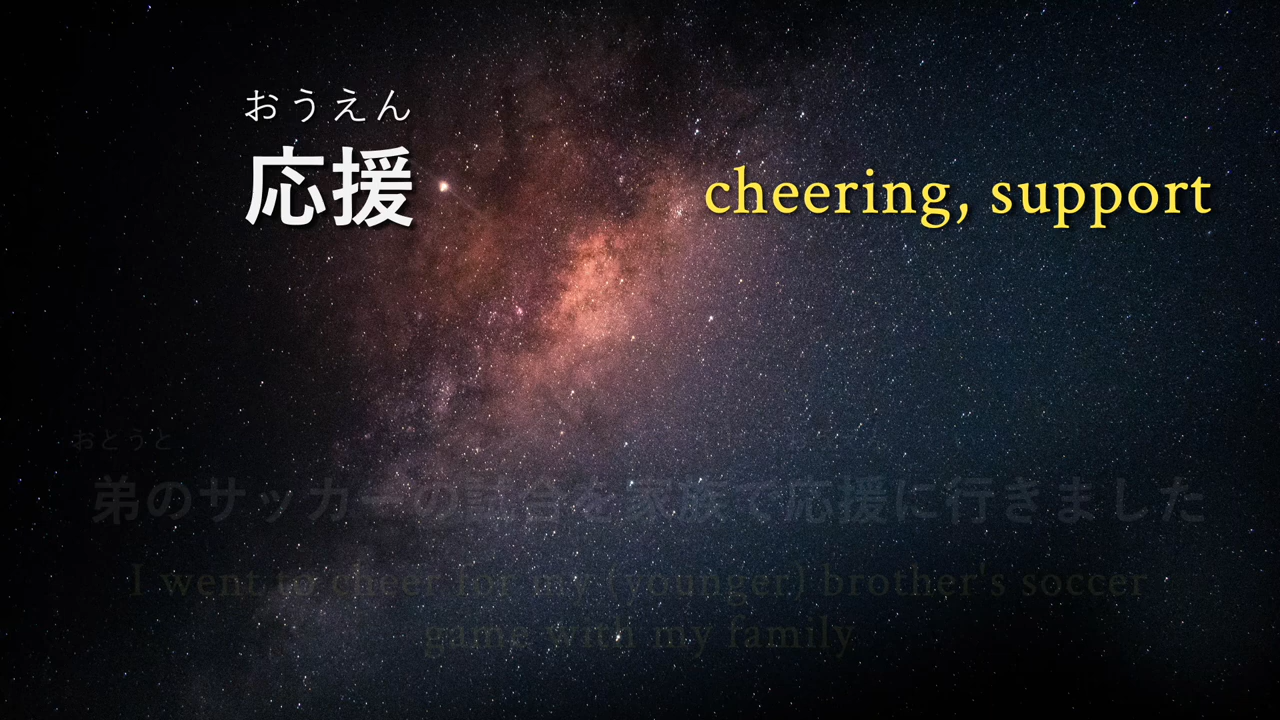 おうえん
応援
cheering, support
おとうと
弟のサッカーの試合を家族で応援に行きました
I went to cheer for my (younger) brother's soccer
game with my family